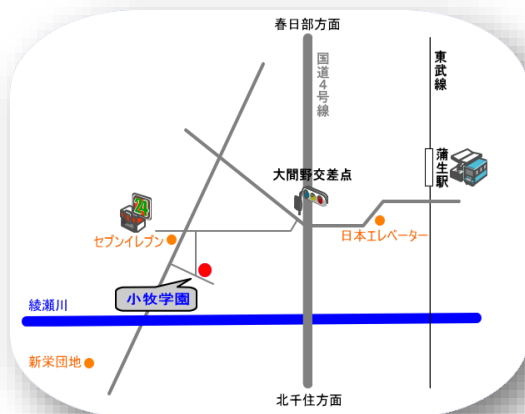 春日部方面
国道4号線
東武線
蒲生駅
大間野交差点
24
日本エレベーター
セブンイレブン
小牧学園
綾瀬川
新栄団地
北千住方面